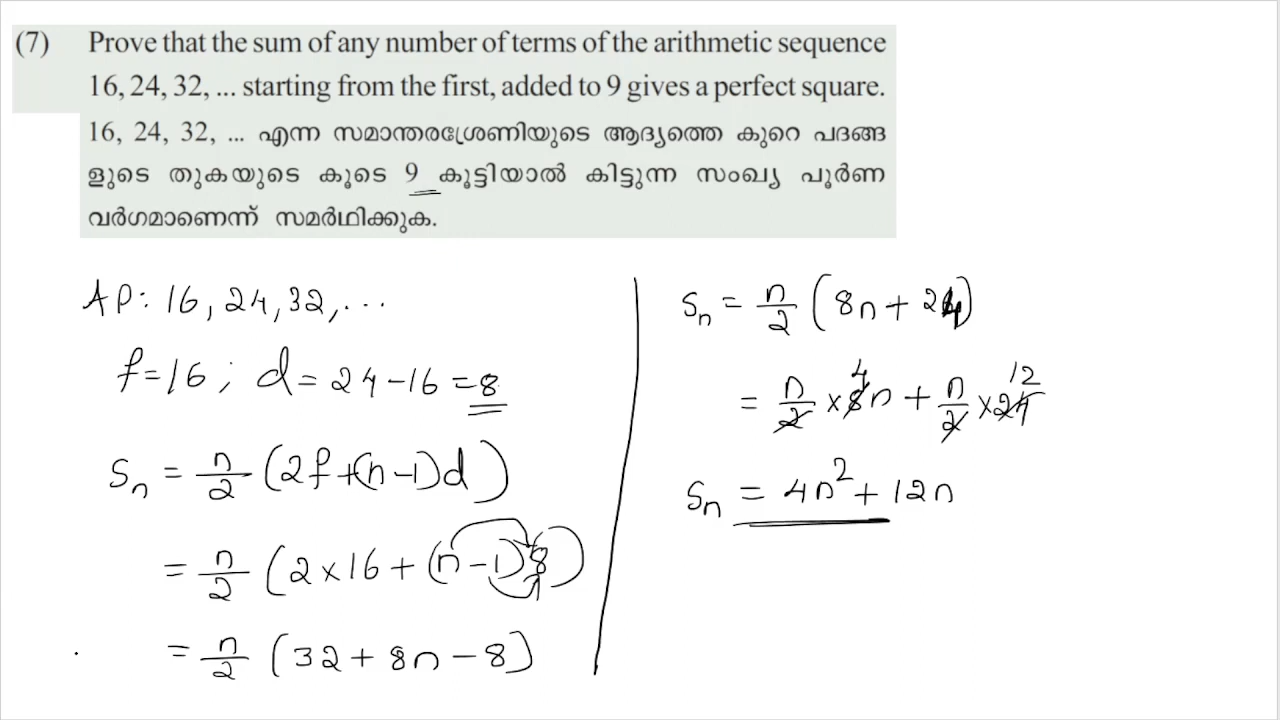 (7) Prove that the sum of any number of terms of the arithmetic sequence
16, 24, 32, ... starting from the first, added to 9 gives a perfect square.
16, 24, 32, ... എന്ന സമാന്തരശ്രേണിയുടെ ആദ്യത്തെ കുറെ പദങ്ങ
ളുടെ തുകയുടെ കൂടെ 9 കൂട്ടിയാൽ കിട്ടുന്ന സംഖ്യ പൂർണ
വർഗമാണെന്ന് സമർഥിക്കുക.
AP: 16, 24, 32, ...
f=16 ; d = 24-16 = 8
Sn = n/2 (2f+(n-1)d)
= n/2 (2×16+(n-1)8)
= n/2 (32+8n-8)
Sn = n/2 (8n+24)
= n/2 ×8n + n/2 ×24
4 12
Sn = 4n² + 12n